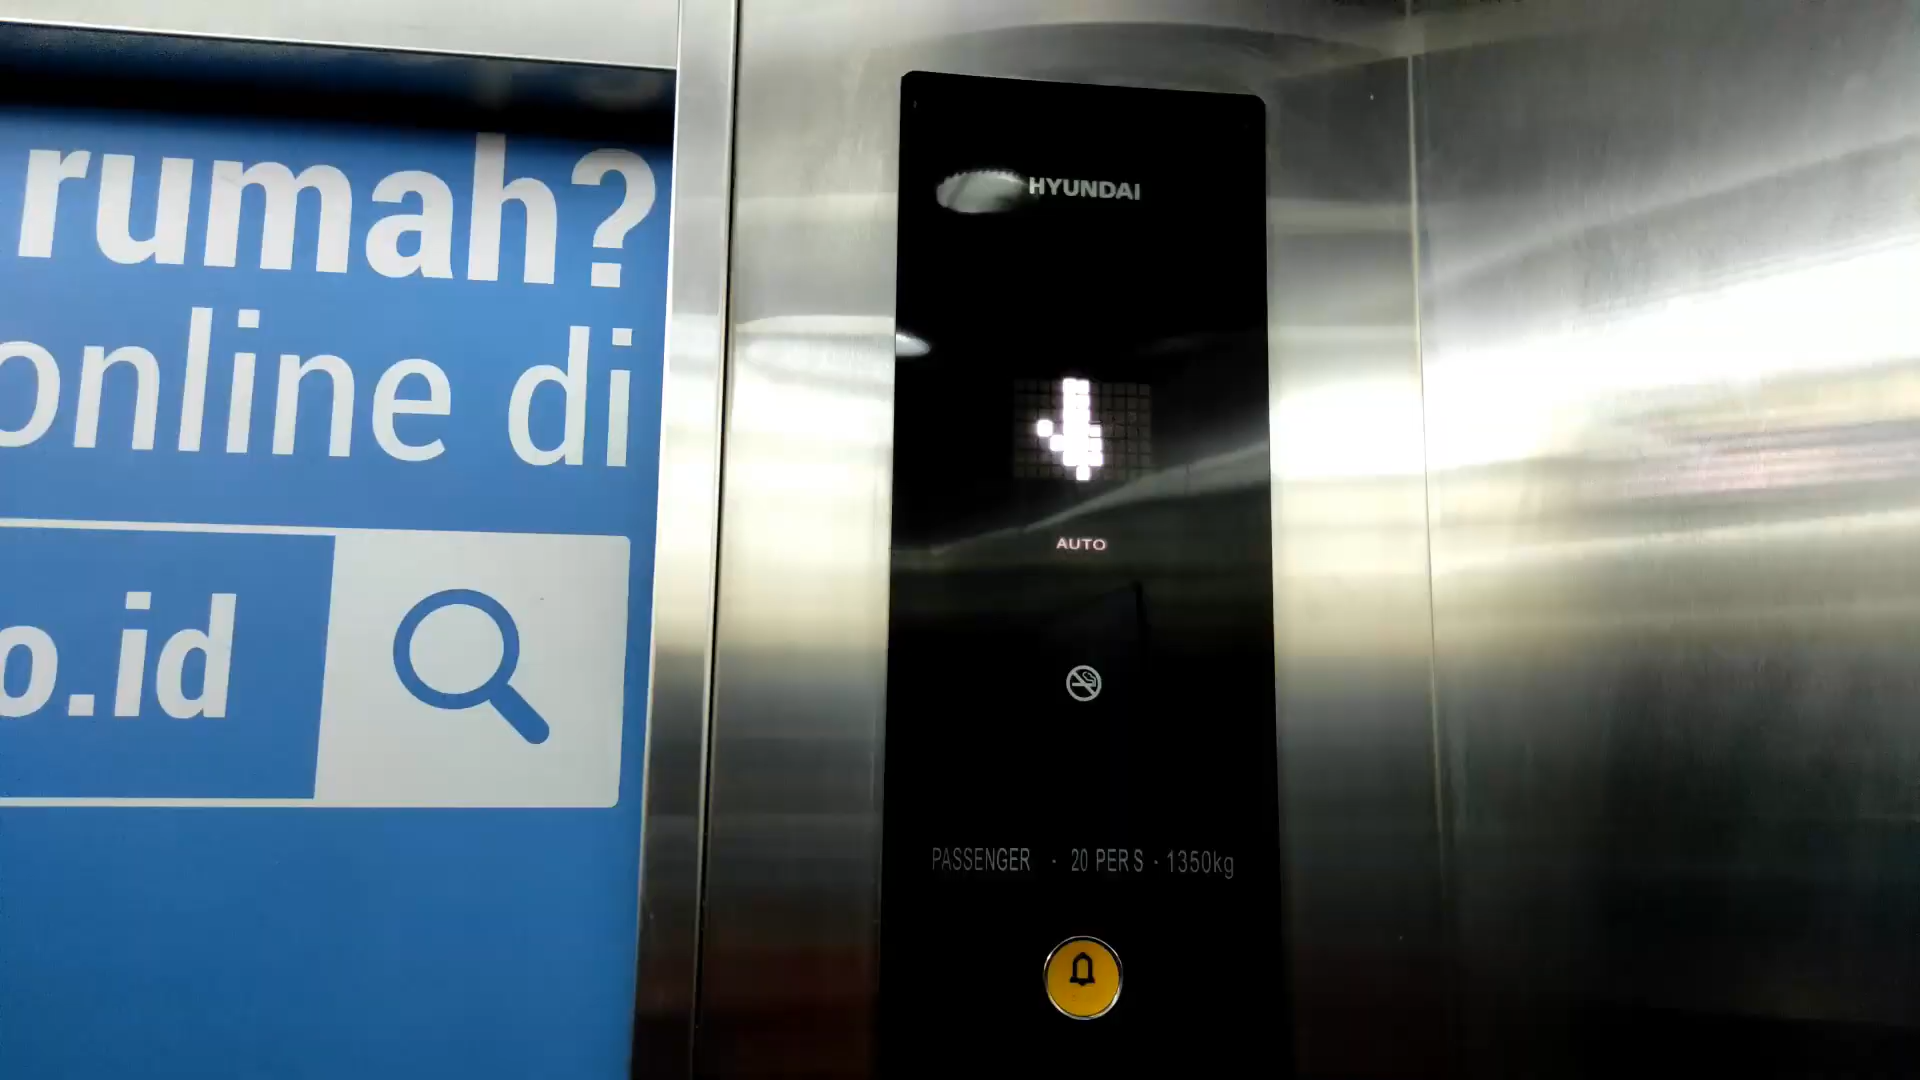 rumah?
online di
o.id
HYUNDAI
AUTO
PASSENGER - 20 PERS - 1350kg